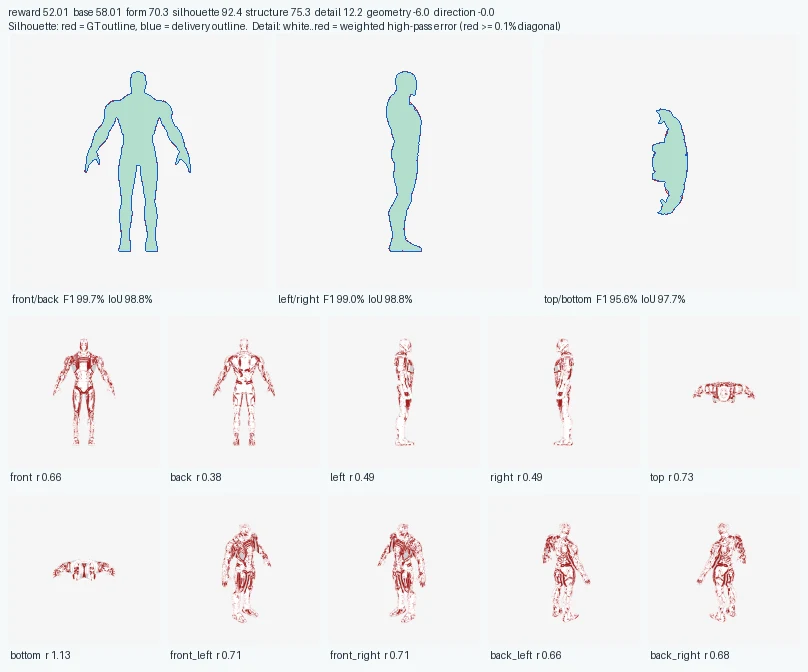 reward 52.01 base 58.01 form 70.3 silhouette 92.4 structure 75.3 detail 12.2 geometry -6.0 direction -0.0
Silhouette: red = GT outline, blue = delivery outline. Detail: white..red = weighted high-pass error (red >= 0.1% diagonal)
front/back F1 99.7% IoU 98.8%
left/right F1 99.0% IoU 98.8%
top/bottom F1 95.6% IoU 97.7%
front r 0.66
back r 0.38
left r 0.49
right r 0.49
top r 0.73
bottom r 1.13
front_left r 0.71
front_right r 0.71
back_left r 0.66
back_right r 0.68